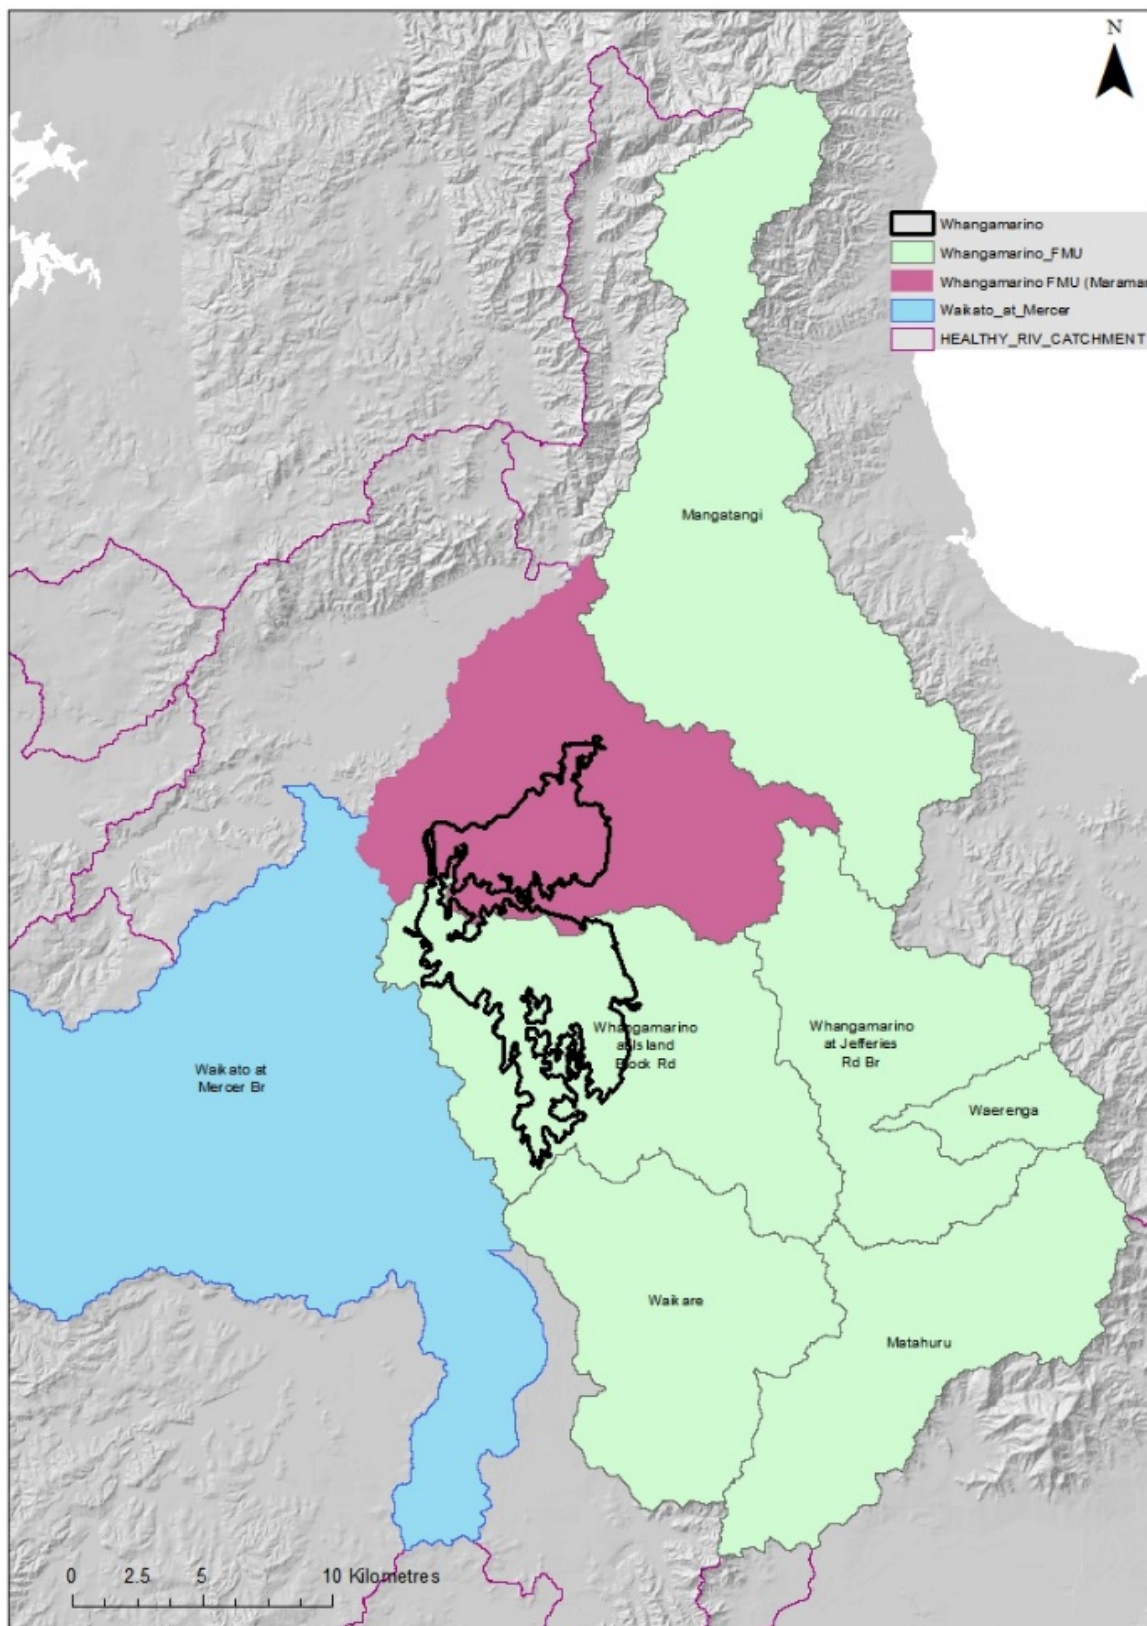 N
Whangamarino
Whangamarino_FMU
Whangamarino FMU (Maramar
Waikato_at_Mercer
HEALTHY_RIV_CATCHMENT
Mangatangi
Whangamarino
at Island
Block Rd
Whangamarino
at Jefferies
Rd Br
Waikato at
Mercer Br
Waerenga
Waikare
Matahuru
0 2.5 5 10 Kilometres